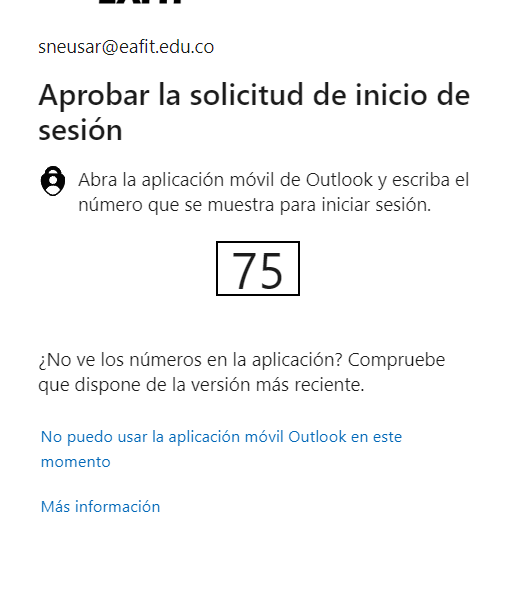 sneusar@eafit.edu.co
Aprobar la solicitud de inicio de
sesión
Abra la aplicación móvil de Outlook y escriba el
número que se muestra para iniciar sesión.
75
¿No ve los números en la aplicación? Compruebe
que dispone de la versión más reciente.
No puedo usar la aplicación móvil Outlook en este
momento
Más información